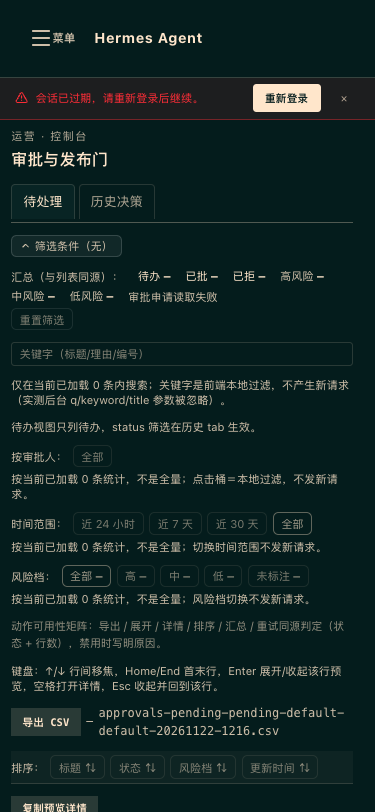 菜单 Hermes Agent
会话已过期，请重新登录后继续。 重新登录 ×
运营 · 控制台
审批与发布门
待处理 历史决策
筛选条件（无）
汇总（与列表同源）： 待办 — 已批 — 已拒 — 高风险 —
中风险 — 低风险 — 审批申请读取失败
重置筛选
关键字（标题/理由/编号）
仅在当前已加载 0 条内搜索；关键字是前端本地过滤，不产生新请求
（实测后台 q/keyword/title 参数被忽略）。
待办视图只列待办，status 筛选在历史 tab 生效。
按审批人： 全部
按当前已加载 0 条统计，不是全量；点击桶＝本地过滤，不发新请
求。
时间范围： 近 24 小时 近 7 天 近 30 天 全部
按当前已加载 0 条统计，不是全量；切换时间范围不发新请求。
风险档： 全部 — 高 — 中 — 低 — 未标注 —
按当前已加载 0 条统计，不是全量；风险档切换不发新请求。
动作可用性矩阵：导出 / 展开 / 详情 / 排序 / 汇总 / 重试同源判定（状
态 + 行数），禁用时写明原因。
键盘：↑/↓ 行间移焦，Home/End 首末行，Enter 展开/收起该行预
览，空格打开详情，Esc 收起并回到该行。
导出 CSV — approvals-pending-pending-default-
default-20261122-1216.csv
排序： 标题 ⇅ 状态 ⇅ 风险档 ⇅ 更新时间 ⇅
复制预览详情